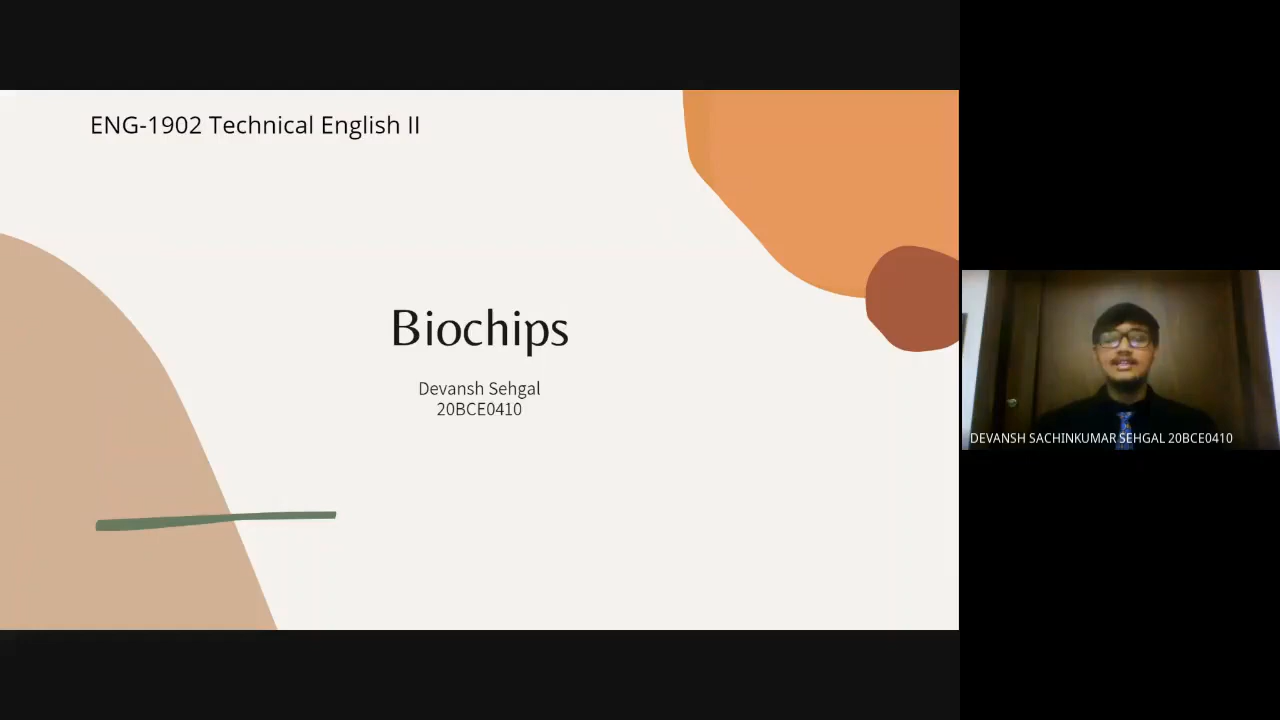 ENG-1902 Technical English II
Biochips
Devansh Sehgal
20BCE0410
DEVANSH SACHINKUMAR SEHGAL 20BCE0410